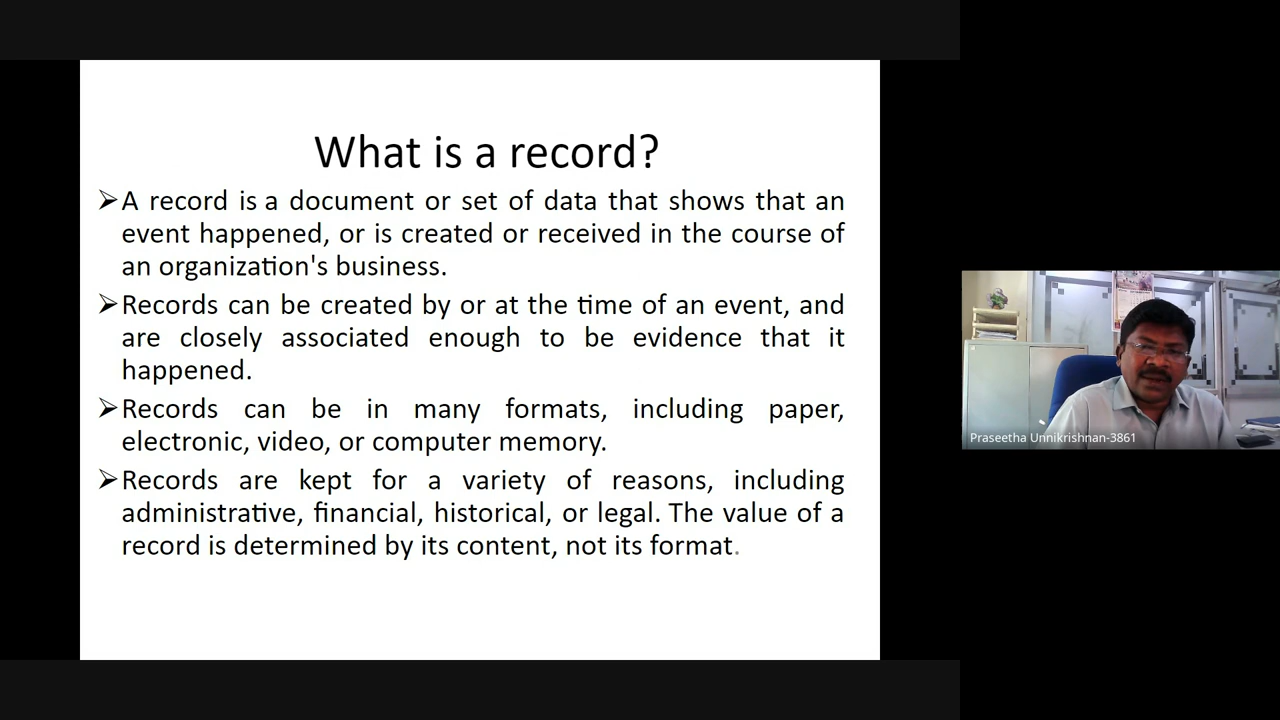 What is a record?
➢A record is a document or set of data that shows that an
event happened, or is created or received in the course of
an organization's business.
➢Records can be created by or at the time of an event, and
are closely associated enough to be evidence that it
happened.
➢Records can be in many formats, including paper,
electronic, video, or computer memory.
➢Records are kept for a variety of reasons, including
administrative, financial, historical, or legal. The value of a
record is determined by its content, not its format.
Praseetha Unnikrishnan-3861